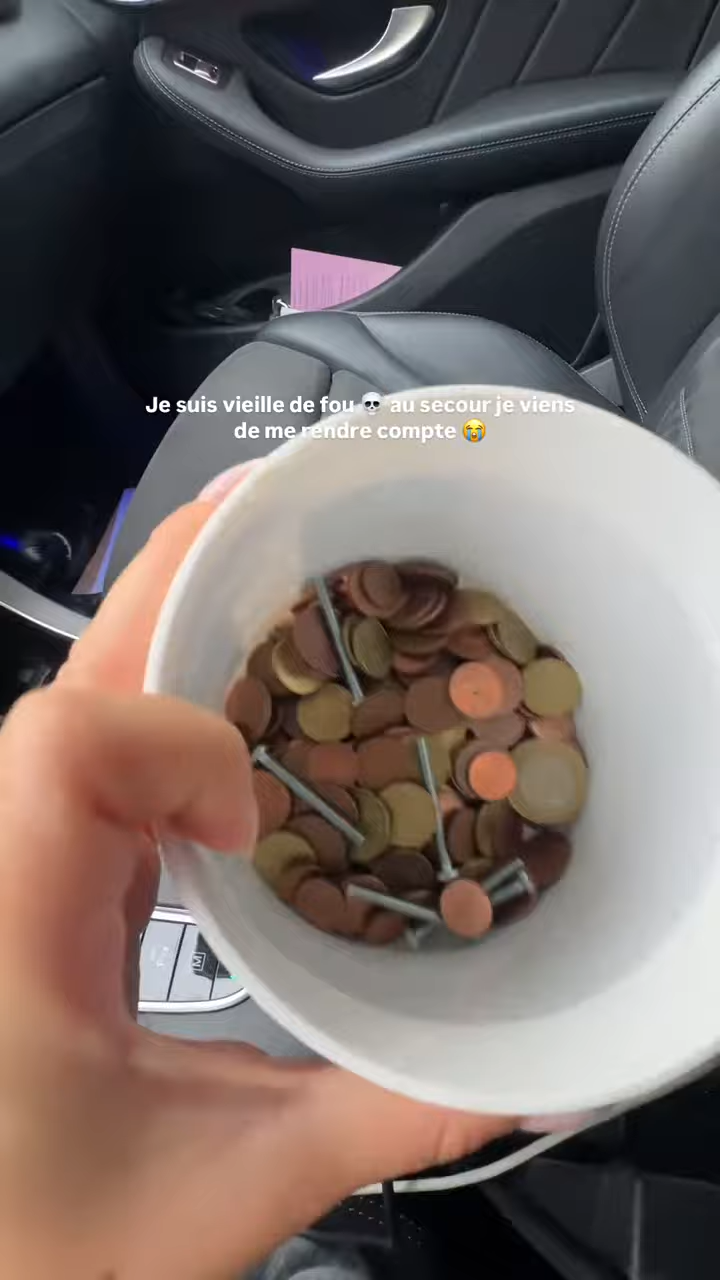 Je suis vieille de fou 💀 au secour je viens
de me rendre compte 😭
M